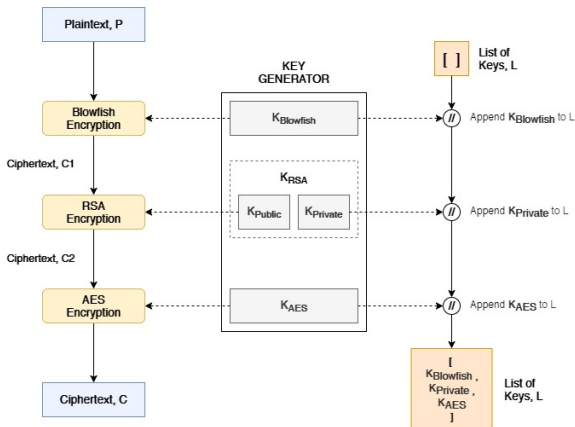 Plaintext, P
KEY
GENERATOR
[ ]
List of
Keys, L
Blowfish
Encryption
KBlowfish
//
Append KBlowfish to L
Ciphertext, C1
KRSA
RSA
Encryption
KPublic
KPrivate
//
Append KPrivate to L
Ciphertext, C2
AES
Encryption
KAES
//
Append KAES to L
Ciphertext, C
[
KBlowfish ,
KPrivate ,
KAES
]
List of
Keys, L